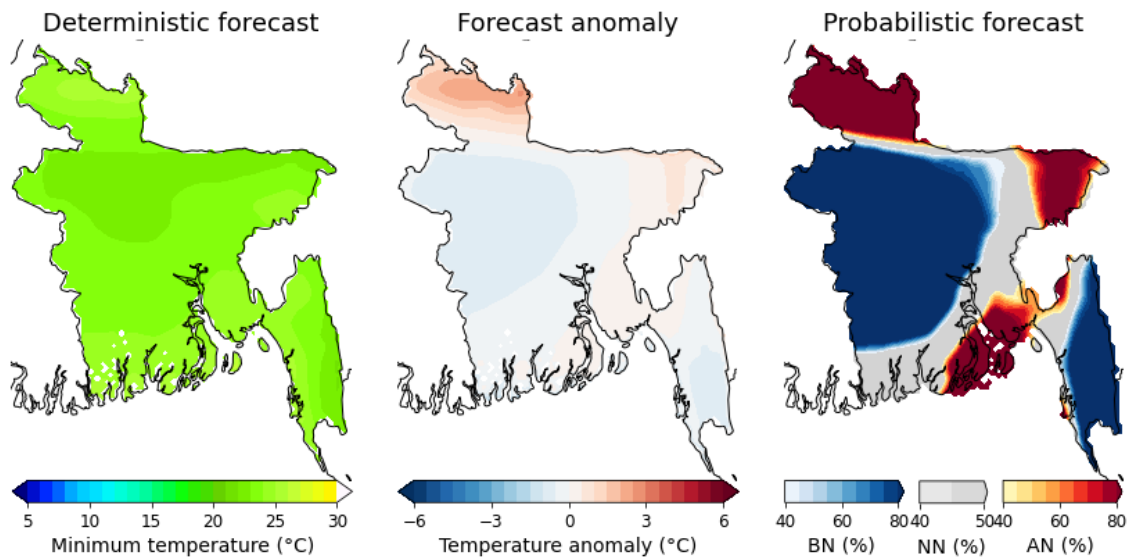 Deterministic forecast Forecast anomaly Probabilistic forecast
5 10 15 20 25 30 −6 −3 0 3 6 40 60 80 40 50 40 60 80
Minimum temperature (°C) Temperature anomaly (°C) BN (%) NN (%) AN (%)